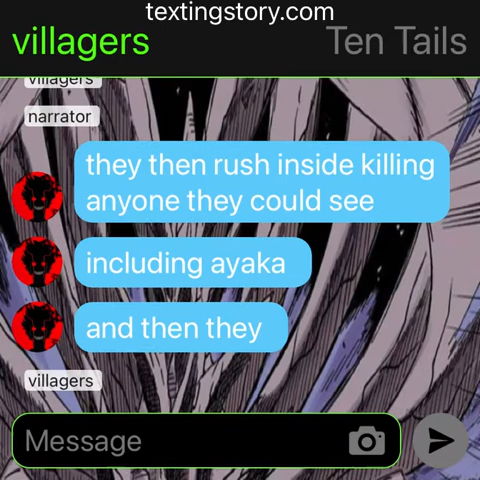 textingstory.com
villagers
Ten Tails
villagers
narrator
they then rush inside killing
anyone they could see
including ayaka
and then they
villagers
Message